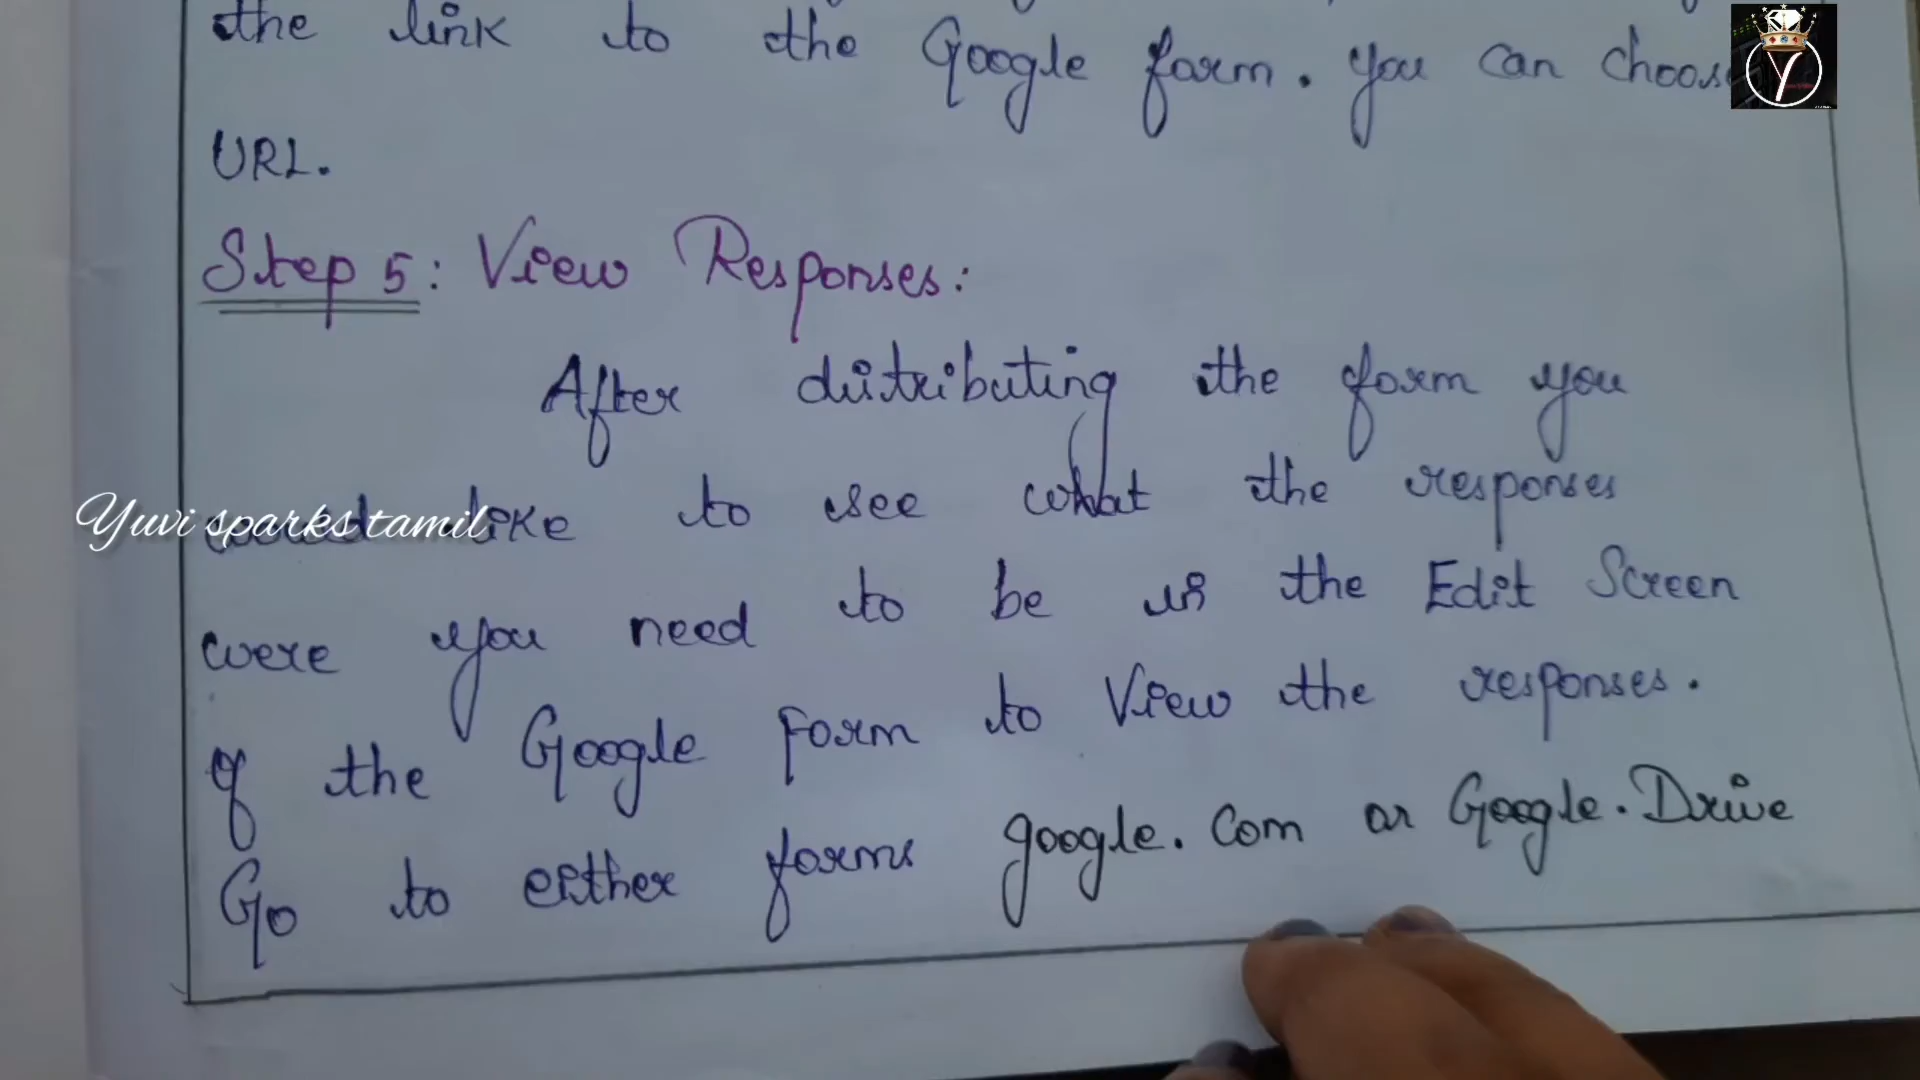 the link to the Google form. You can choose
URL.
Step 5: View Responses:
After distributing the form you
like to see what the responses
Yuvi sparks tamil
were you need to be in the Edit Screen
of the Google Form to View the responses.
Go to either forms google.com or Google.Drive